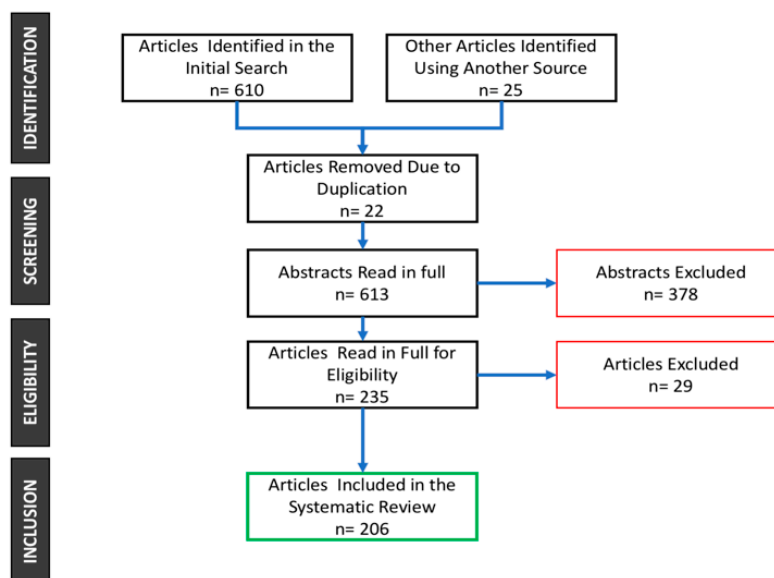 IDENTIFICATION
Articles Identified in the
Initial Search
n= 610
Other Articles Identified
Using Another Source
n= 25
Articles Removed Due to
Duplication
n= 22
SCREENING
Abstracts Read in full
n= 613
Abstracts Excluded
n= 378
ELIGIBILITY
Articles Read in Full for
Eligibility
n= 235
Articles Excluded
n= 29
INCLUSION
Articles Included in the
Systematic Review
n= 206